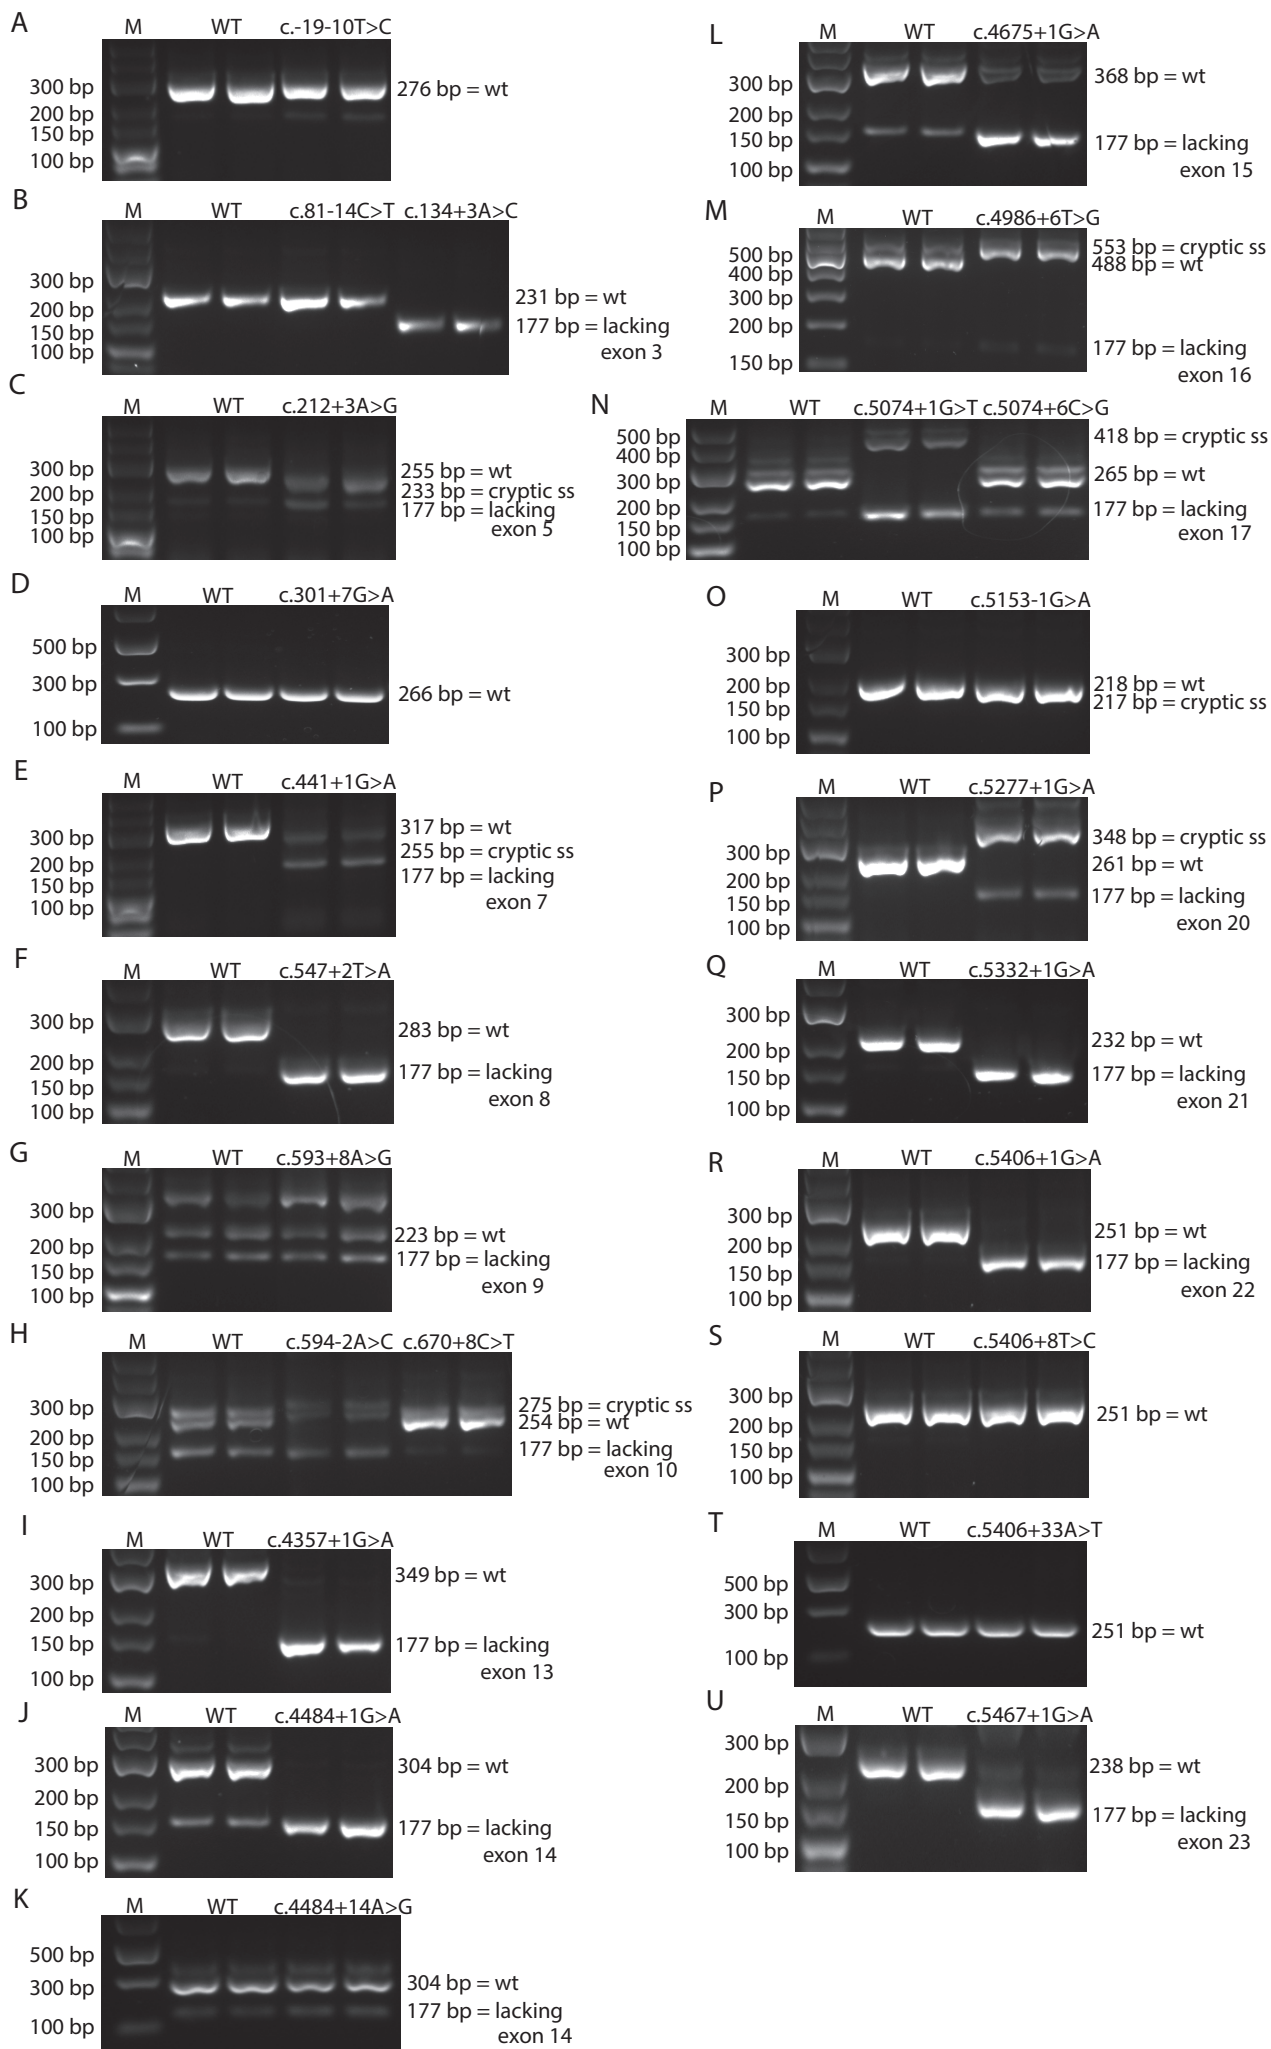 A
M WT c.-19-10T>C
300 bp
200 bp
150 bp
100 bp
276 bp = wt
B
M WT c.81-14C>T c.134+3A>C
300 bp
200 bp
150 bp
100 bp
231 bp = wt
177 bp = lacking
exon 3
C
M WT c.212+3A>G
300 bp
200 bp
150 bp
100 bp
255 bp = wt
233 bp = cryptic ss
177 bp = lacking
exon 5
D
M WT c.301+7G>A
500 bp
300 bp
100 bp
266 bp = wt
E
M WT c.441+1G>A
300 bp
200 bp
150 bp
100 bp
317 bp = wt
255 bp = cryptic ss
177 bp = lacking
exon 7
F
M WT c.547+2T>A
300 bp
200 bp
150 bp
100 bp
283 bp = wt
177 bp = lacking
exon 8
G
M WT c.593+8A>G
300 bp
200 bp
150 bp
100 bp
223 bp = wt
177 bp = lacking
exon 9
H
M WT c.594-2A>C c.670+8C>T
300 bp
200 bp
150 bp
100 bp
275 bp = cryptic ss
254 bp = wt
177 bp = lacking
exon 10
I
M WT c.4357+1G>A
300 bp
200 bp
150 bp
100 bp
349 bp = wt
177 bp = lacking
exon 13
J
M WT c.4484+1G>A
300 bp
200 bp
150 bp
100 bp
304 bp = wt
177 bp = lacking
exon 14
K
M WT c.4484+14A>G
500 bp
300 bp
100 bp
304 bp = wt
177 bp = lacking
exon 14
L
M WT c.4675+1G>A
300 bp
200 bp
150 bp
100 bp
368 bp = wt
177 bp = lacking
exon 15
M
M WT c.4986+6T>G
500 bp
400 bp
300 bp
200 bp
150 bp
553 bp = cryptic ss
488 bp = wt
177 bp = lacking
exon 16
N
M WT c.5074+1G>T c.5074+6C>G
500 bp
400 bp
300 bp
200 bp
150 bp
100 bp
418 bp = cryptic ss
265 bp = wt
177 bp = lacking
exon 17
O
M WT c.5153-1G>A
300 bp
200 bp
150 bp
100 bp
218 bp = wt
217 bp = cryptic ss
P
M WT c.5277+1G>A
300 bp
200 bp
150 bp
100 bp
348 bp = cryptic ss
261 bp = wt
177 bp = lacking
exon 20
Q
M WT c.5332+1G>A
300 bp
200 bp
150 bp
100 bp
232 bp = wt
177 bp = lacking
exon 21
R
M WT c.5406+1G>A
300 bp
200 bp
150 bp
100 bp
251 bp = wt
177 bp = lacking
exon 22
S
M WT c.5406+8T>C
300 bp
200 bp
150 bp
100 bp
251 bp = wt
T
M WT c.5406+33A>T
500 bp
300 bp
100 bp
251 bp = wt
U
M WT c.5467+1G>A
300 bp
200 bp
150 bp
100 bp
238 bp = wt
177 bp = lacking
exon 23